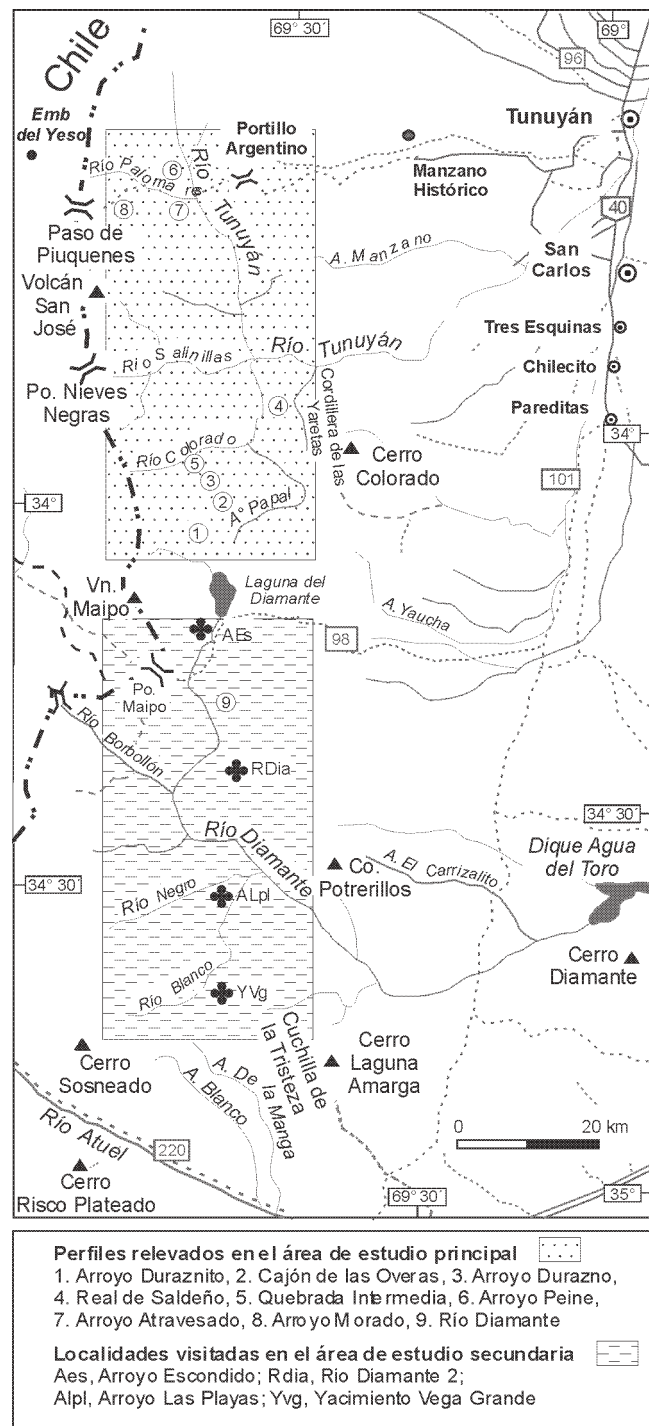 69° 30´
69°
Chile
96
Emb
del Yeso
Tunuyán
Portillo
Argentino
Río Palomares
Río Tunuyán
Manzano
Histórico
6
7
8
40
Paso de
Piuquenes
A. Manzano
San
Carlos
Volcán
San
José
Tres Esquinas
Río Tunuyán
Río Salinillas
Chilecito
Po. Nieves
Negras
Cordillera de las
Yaretas
4
Pareditas
34°
Río Colorado
Cerro
Colorado
5
3
101
34°
2
A° Papal
1
Laguna del
Diamante
Vn.
Maipo
A. Yaucha
AEs
98
Po.
Maipo
9
Río Borbollón
RDia
34° 30´
Río Diamante
Dique Agua
del Toro
A. El Carrizalito
Co.
Potrerillos
34° 30´
Río Negro
ALpl
Cerro
Diamante
Río Blanco
YVg
Cuchilla de
la Tristeza
Cerro
Sosneado
Cerro
Laguna
Amarga
A. De
la Manga
A. Blanco
0 20 km
Río Atuel
220
Cerro
Risco Plateado
69° 30´
35°
Perfiles relevados en el área de estudio principal
1. Arroyo Duraznito, 2. Cajón de las Overas, 3. Arroyo Durazno,
4. Real de Saldeño, 5. Quebrada Intermedia, 6. Arroyo Peine,
7. Arroyo Atravesado, 8. Arroyo Morado, 9. Río Diamante
Localidades visitadas en el área de estudio secundaria
Aes, Arroyo Escondido; Rdia, Rio Diamante 2;
Alpl, Arroyo Las Playas; Yvg, Yacimiento Vega Grande